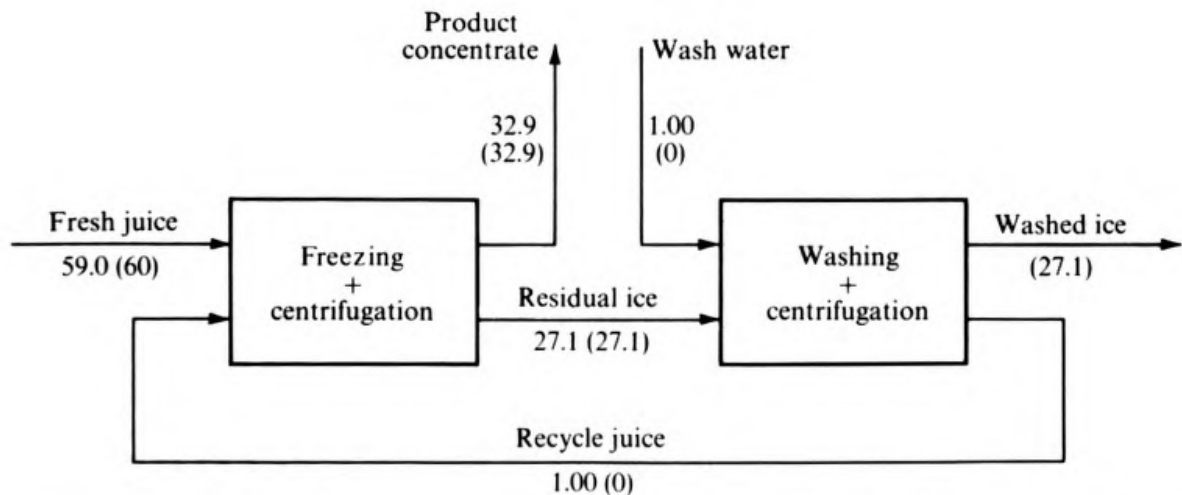 Product
concentrate
Wash water
32.9
(32.9)
1.00
(0)
Fresh juice
59.0 (60)
Freezing
+
centrifugation
Residual ice
27.1 (27.1)
Washing
+
centrifugation
Washed ice
(27.1)
Recycle juice
1.00 (0)